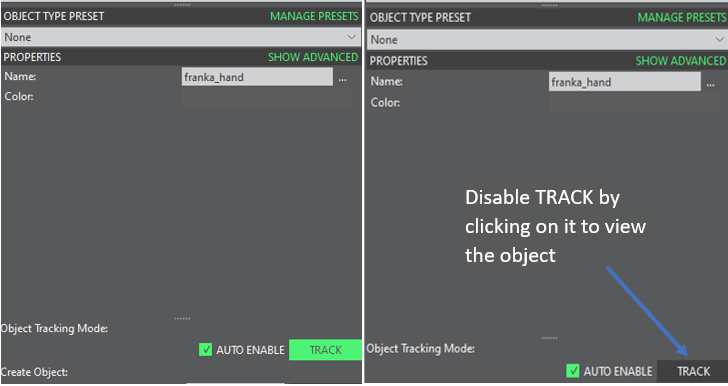 OBJECT TYPE PRESET MANAGE PRESETS
None
PROPERTIES SHOW ADVANCED
Name: franka_hand ...
Color:
Object Tracking Mode:
AUTO ENABLE TRACK
Create Object:
OBJECT TYPE PRESET MANAGE PRESETS
None
PROPERTIES SHOW ADVANCED
Name: franka_hand ...
Color:
Disable TRACK by
clicking on it to view
the object
Object Tracking Mode:
AUTO ENABLE TRACK